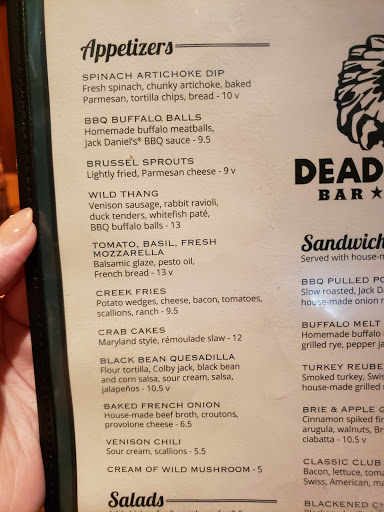 Appetizers
SPINACH ARTICHOKE DIP
Fresh spinach, chunky artichoke, baked
Parmesan, tortilla chips, bread - 10 v
BBQ BUFFALO BALLS
Homemade buffalo meatballs,
Jack Daniel's® BBQ sauce - 9.5
BRUSSEL SPROUTS
Lightly fried, Parmesan cheese - 9 v
WILD THANG
Venison sausage, rabbit ravioli,
duck tenders, whitefish paté,
BBQ buffalo balls - 13
TOMATO, BASIL, FRESH
MOZZARELLA
Balsamic glaze, pesto oil,
French bread - 13 v
CREEK FRIES
Potato wedges, cheese, bacon, tomatoes,
scallions, ranch - 9.5
CRAB CAKES
Maryland style, rémoulade slaw - 12
BLACK BEAN QUESADILLA
Flour tortilla, Colby jack, black bean
and corn salsa, sour cream, salsa,
jalapeños - 10.5 v
BAKED FRENCH ONION
House-made beef broth, croutons,
provolone cheese - 6.5
VENISON CHILI
Sour cream, scallions - 5.5
CREAM OF WILD MUSHROOM - 5
Salads
DEAD
BAR ★
Sandwich
Served with house-m
BBQ PULLED PO
Slow roasted, Jack Da
house-made onion r
BUFFALO MELT
Homemade buffalo
grilled rye, pepper ja
TURKEY REUBE
Smoked turkey, Swis
house-made grilled
BRIE & APPLE G
Cinnamon spiked fire
arugula, walnuts, Br
ciabatta - 10.5 v
CLASSIC CLUB
Bacon, lettuce, toma
Swiss, American, ma
BLACKENED C